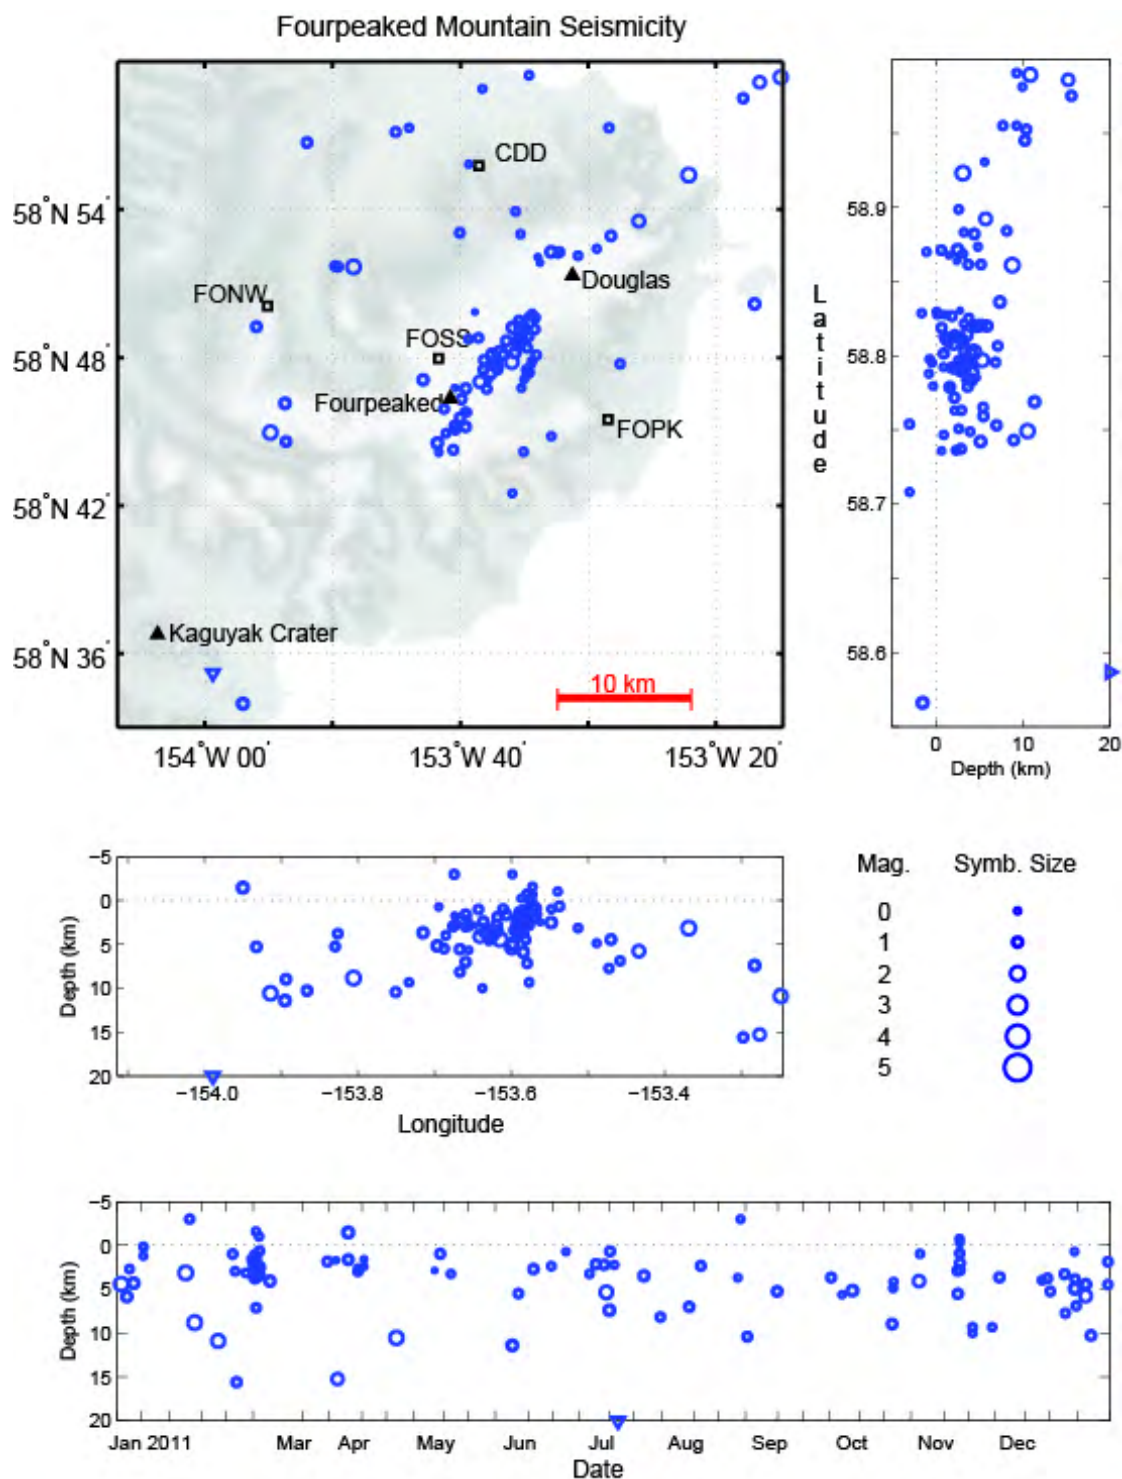 Fourpeaked Mountain Seismicity
CDD
58°N 54'
Douglas
FONW
FOSS
58°N 48'
Fourpeaked
FOPK
58°N 42'
Kaguyak Crater
58°N 36'
10 km
154°W 00'
153°W 40'
153°W 20'
Latitude
58.9
58.8
58.7
58.6
0 10 20
Depth (km)
−5
0
5
10
15
20
Depth (km)
−154.0 −153.8 −153.6 −153.4
Longitude
Mag. Symb. Size
0
1
2
3
4
5
−5
0
5
10
15
20
Depth (km)
Jan 2011 Mar Apr May Jun Jul Aug Sep Oct Nov Dec
Date